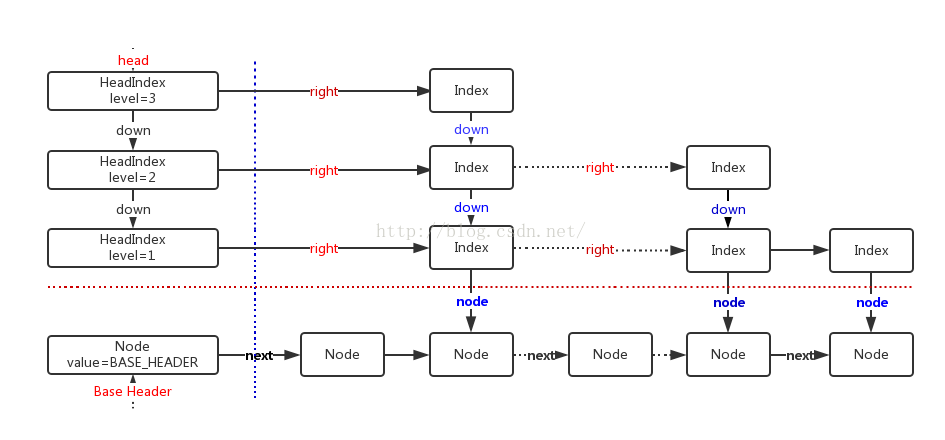 head
HeadIndex
level=3
right
Index
down
down
HeadIndex
level=2
right
Index
right
Index
down
down
down
http://blog.csdn.net/
HeadIndex
level=1
right
Index
right
Index
Index
node
node
node
Node
value=BASE_HEADER
next
Node
Node
next
Node
Node
next
Node
Base Header